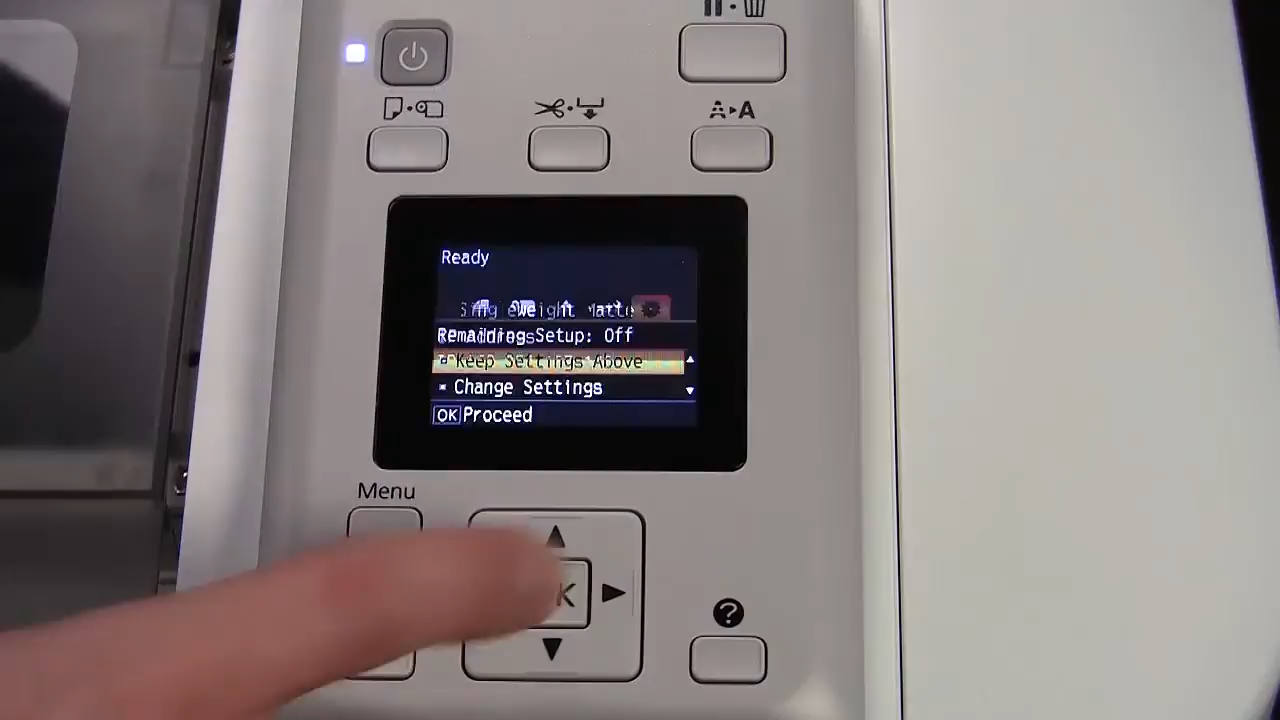 A▸A
Ready
Remaining Setup: Off
Keep Settings Above
Change Settings
OK Proceed
Menu
K
?